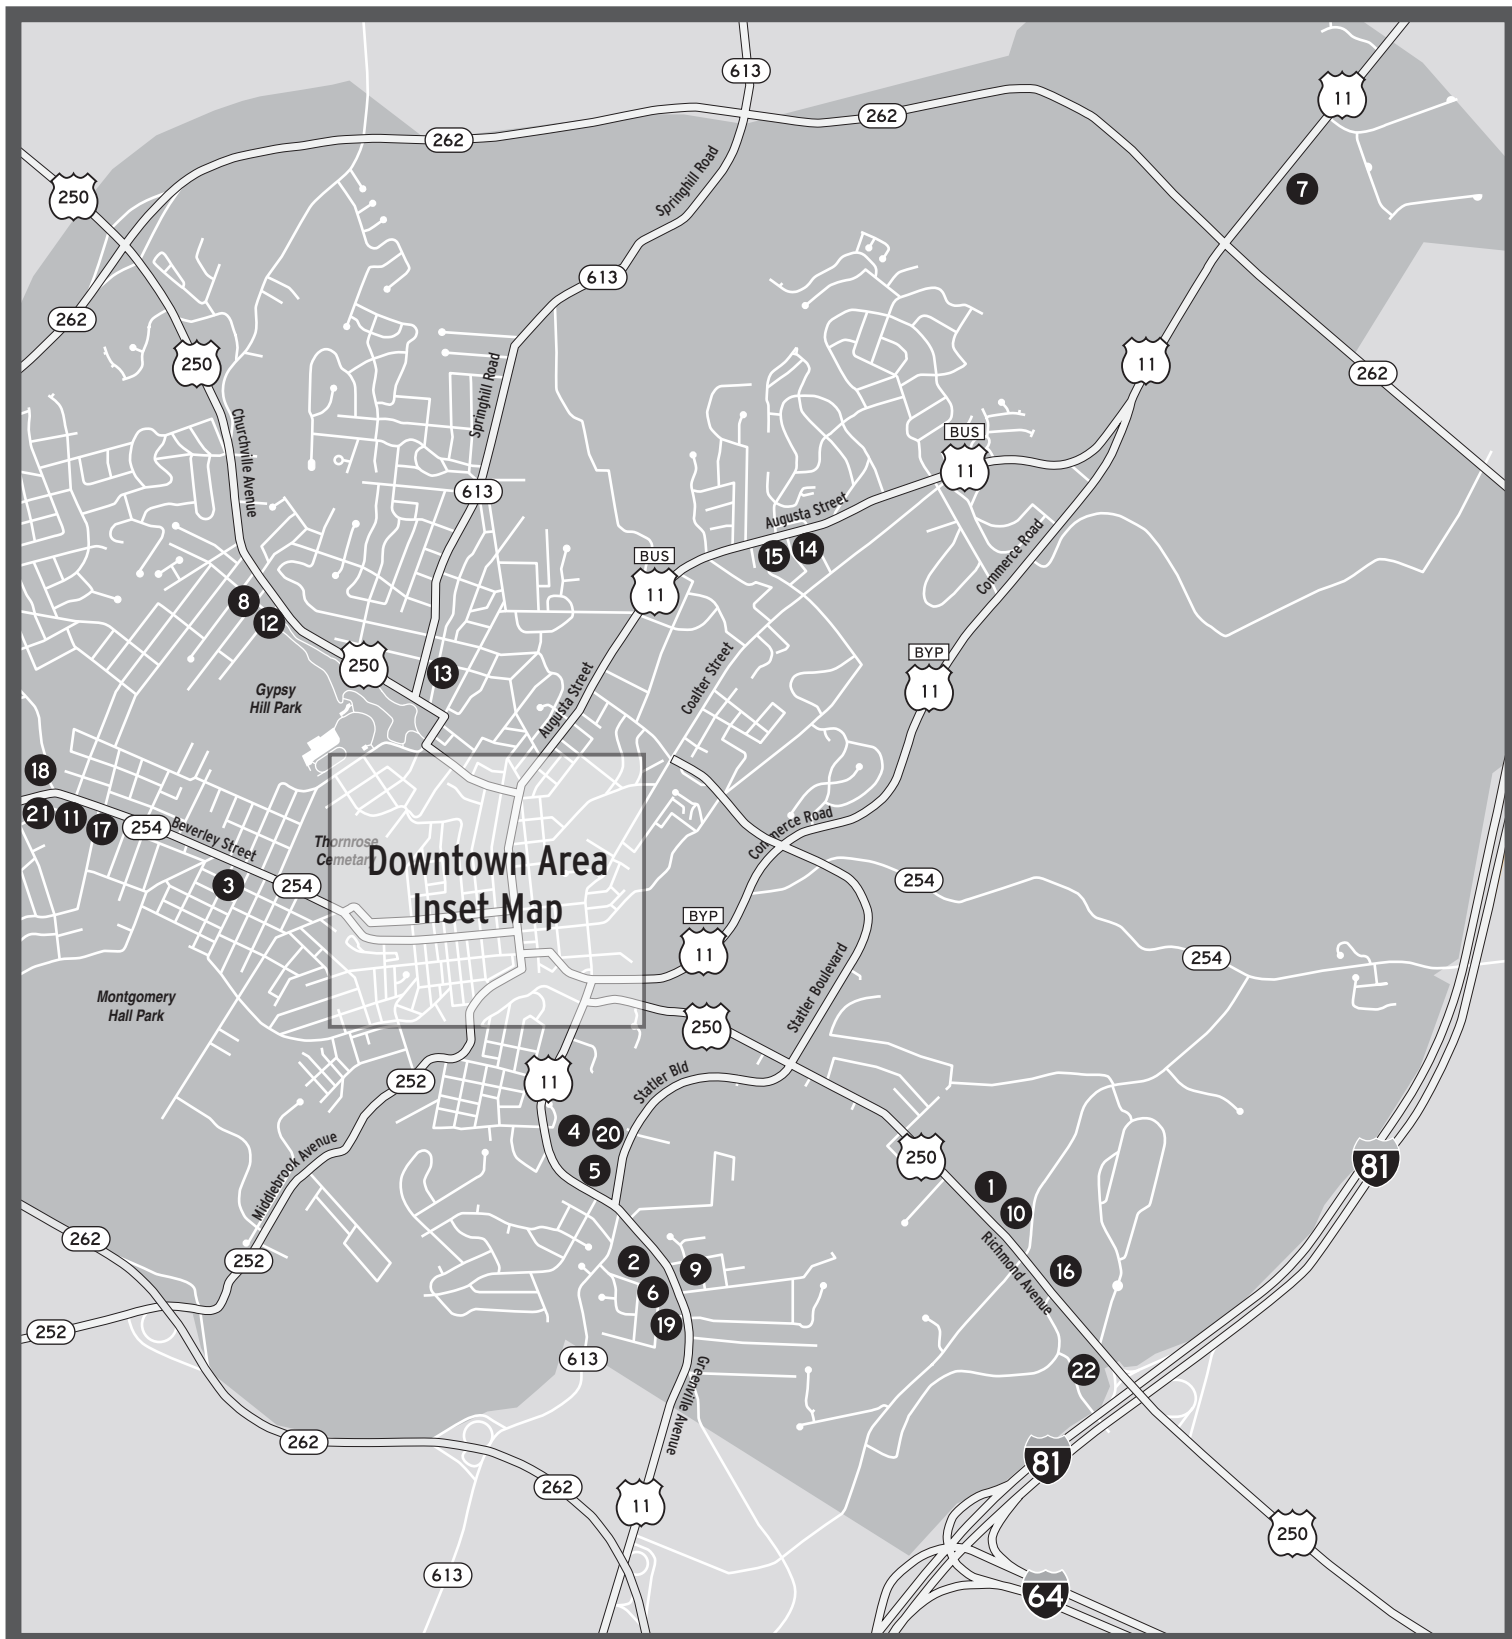 613
11
262
262
7
250
Springhill Road
613
262
250
11
262
Springhill Road
Churchville Avenue
BUS
11
613
Augusta Street
15
14
BUS
11
Commerce Road
8
12
BYP
11
250
13
Coalter Street
Augusta Street
Gypsy
Hill Park
18
21
11
17
254
Beverley Street
Commerce Road
Thornrose
Cemetary
Downtown Area
Inset Map
3
254
254
BYP
11
254
Statler Boulevard
Montgomery
Hall Park
250
252
11
Statler Bld
4
20
5
250
81
Middlebrook Avenue
1
10
262
252
2
9
6
19
Richmond Avenue
16
252
613
22
Greenville Avenue
262
81
262
11
250
613
64